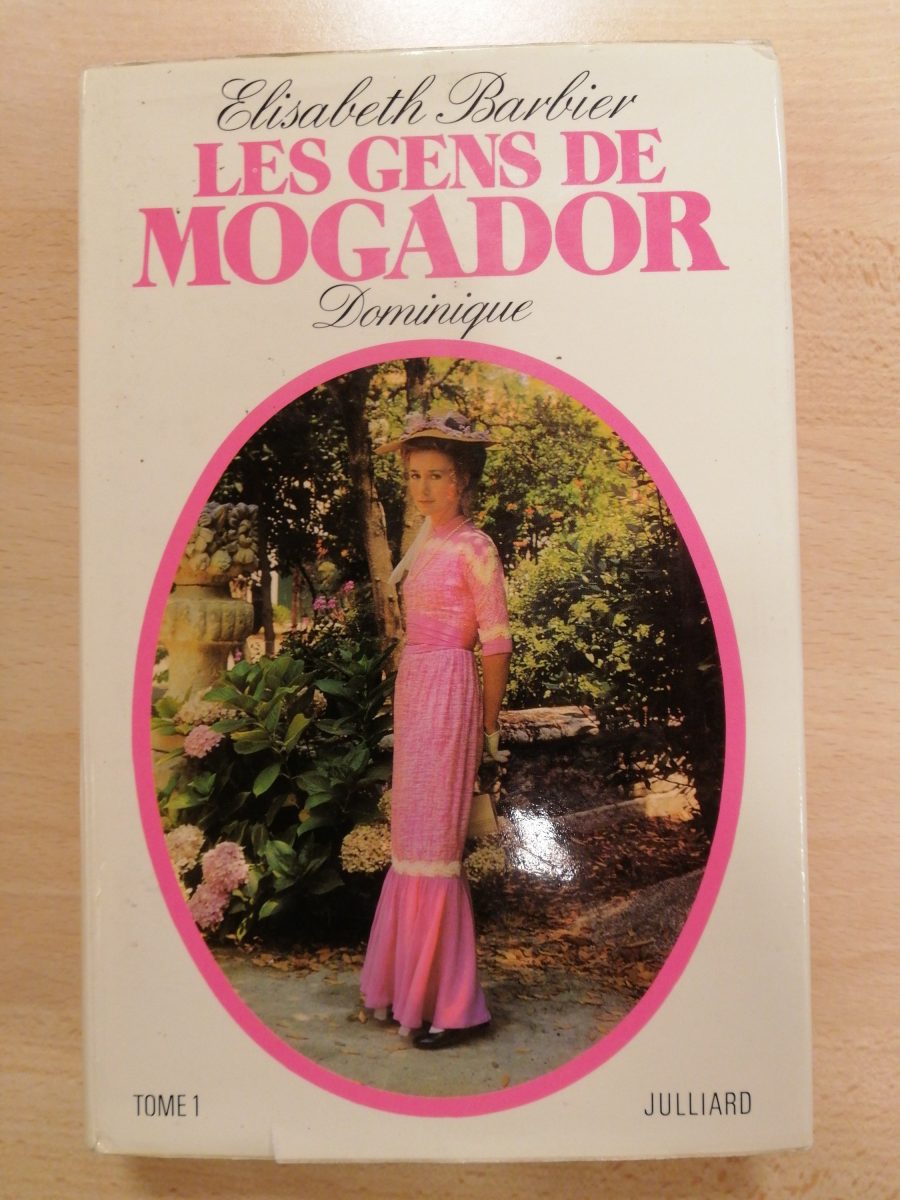 Elisabeth Barbier
LES GENS DE
MOGADOR
Dominique
TOME 1
JULLIARD